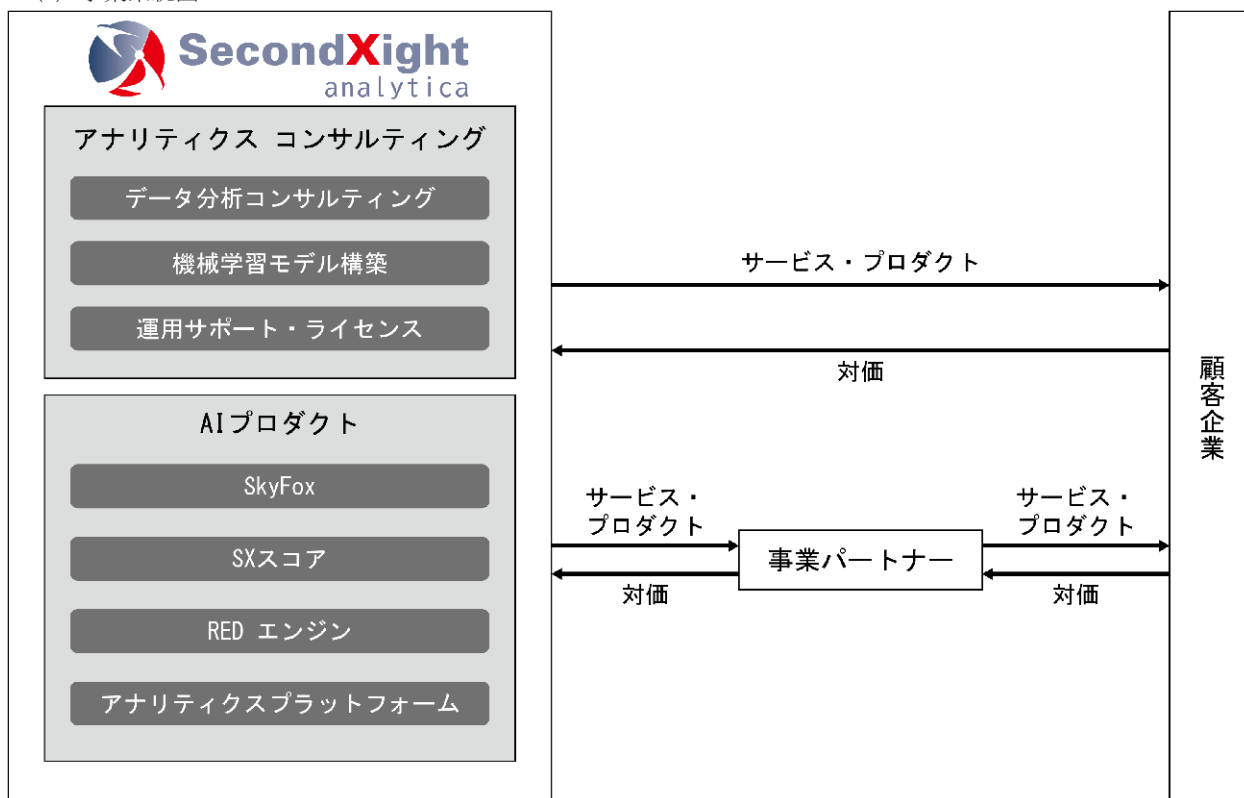 SecondXight
analytica
アナリティクス コンサルティング
データ分析コンサルティング
機械学習モデル構築
運用サポート・ライセンス
AIプロダクト
SkyFox
SXスコア
RED エンジン
アナリティクスプラットフォーム
サービス・プロダクト
対価
サービス・
プロダクト
対価
事業パートナー
サービス・
プロダクト
対価
顧客企業